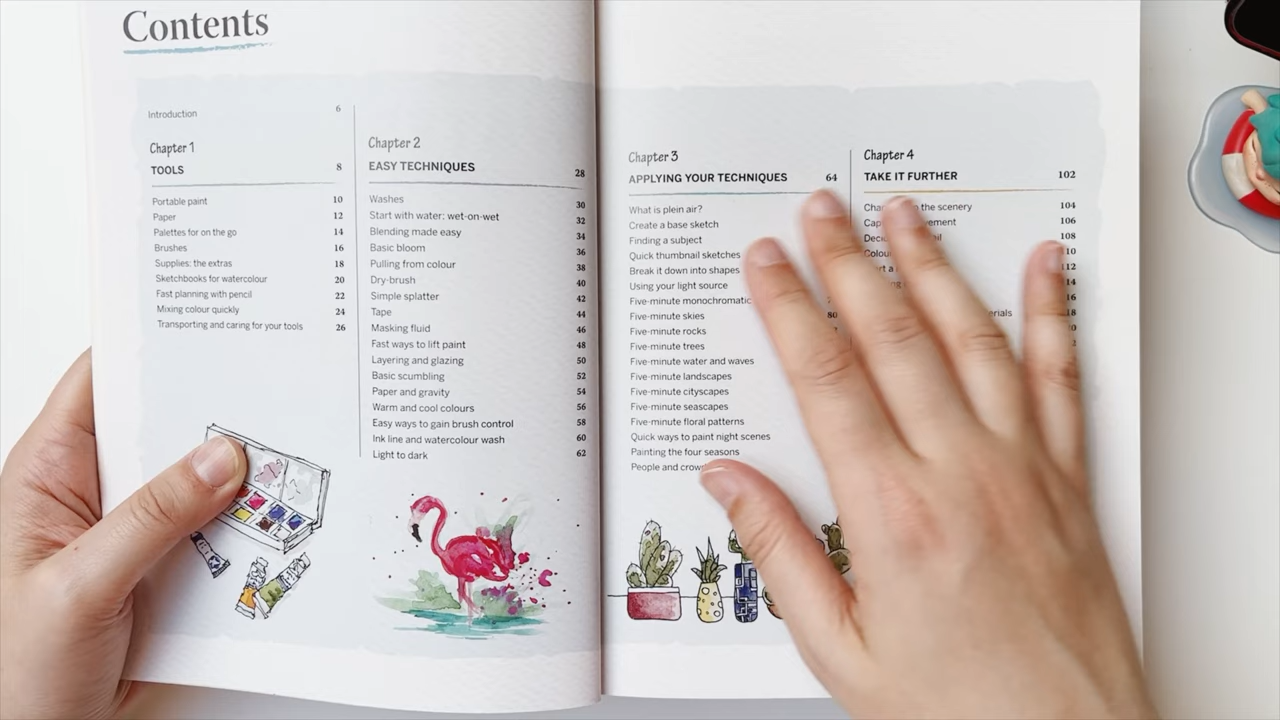 Contents
Introduction 6
Chapter 1
TOOLS 8
Portable paint 10
Paper 12
Palettes for on the go 14
Brushes 16
Supplies: the extras 18
Sketchbooks for watercolour 20
Fast planning with pencil 22
Mixing colour quickly 24
Transporting and caring for your tools 26
Chapter 2
EASY TECHNIQUES 28
Washes 30
Start with water: wet-on-wet 32
Blending made easy 34
Basic bloom 36
Pulling from colour 38
Dry-brush 40
Simple splatter 42
Tape 44
Masking fluid 46
Fast ways to lift paint 48
Layering and glazing 50
Basic scumbling 52
Paper and gravity 54
Warm and cool colours 56
Easy ways to gain brush control 58
Ink line and watercolour wash 60
Light to dark 62
Chapter 3
APPLYING YOUR TECHNIQUES 64
What is plein air?
Create a base sketch
Finding a subject
Quick thumbnail sketches
Break it down into shapes
Using your light source
Five-minute monochromatic
Five-minute skies 80
Five-minute rocks
Five-minute trees
Five-minute water and waves
Five-minute landscapes
Five-minute cityscapes
Five-minute seascapes
Five-minute floral patterns
Quick ways to paint night scenes
Painting the four seasons
People and
Chapter 4
TAKE IT FURTHER 102
the scenery 104
106
108